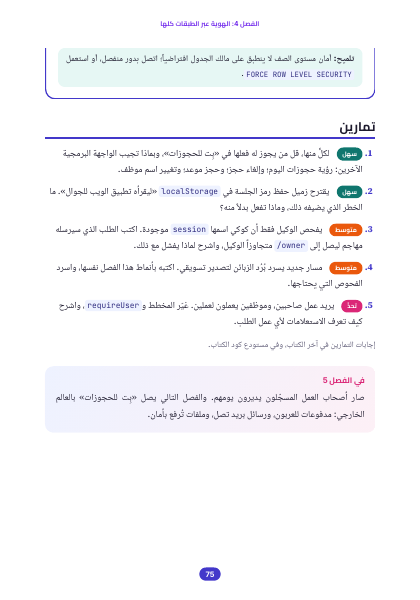 الفصل 4: الهوية عبر الطبقات كلها
تلميح: أمان مستوى الصف لا ينطبق على مالك الجدول افتراضياً؛ اتصل بدور منفصل، أو استعمل
FORCE ROW LEVEL SECURITY .
تمارين
1. سهل لكلٍّ منها، قل من يجوز له فعلها في «بِت للحجوزات»، وبماذا تجيب الواجهة البرمجية
الآخرين: رؤية حجوزات اليوم؛ وإلغاء حجز؛ وحجز موعد؛ وتغيير اسم موظف.
2. سهل يقترح زميل حفظ رمز الجلسة في localStorage «ليقرأه تطبيق الويب للجوال». ما
الخطر الذي يضيفه ذلك، وماذا تفعل بدلاً منه؟
3. متوسط يفحص الوكيل فقط أن كوكي اسمها session موجودة. اكتب الطلب الذي سيرسله
مهاجم ليصل إلى /owner متجاوزاً الوكيل، واشرح لماذا يفشل مع ذلك.
4. متوسط مسار جديد يسرد بُرُد الزبائن لتصدير تسويقي. اكتبه بأنماط هذا الفصل نفسها، واسرد
الفحوص التي يحتاجها.
5. تحدٍّ يريد عمل صاحبين، وموظّفين يعملون لعملين. غيّر المخطط و requireUser ، واشرح
كيف تعرف الاستعلامات لأي عمل الطلب.
إجابات التمارين في آخر الكتاب، وفي مستودع كود الكتاب.
في الفصل 5
صار أصحاب العمل المسجّلون يديرون يومهم. والفصل التالي يصل «بِت للحجوزات» بالعالم
الخارجي: مدفوعات للعربون، ورسائل بريد تصل، وملفات تُرفع بأمان.
75